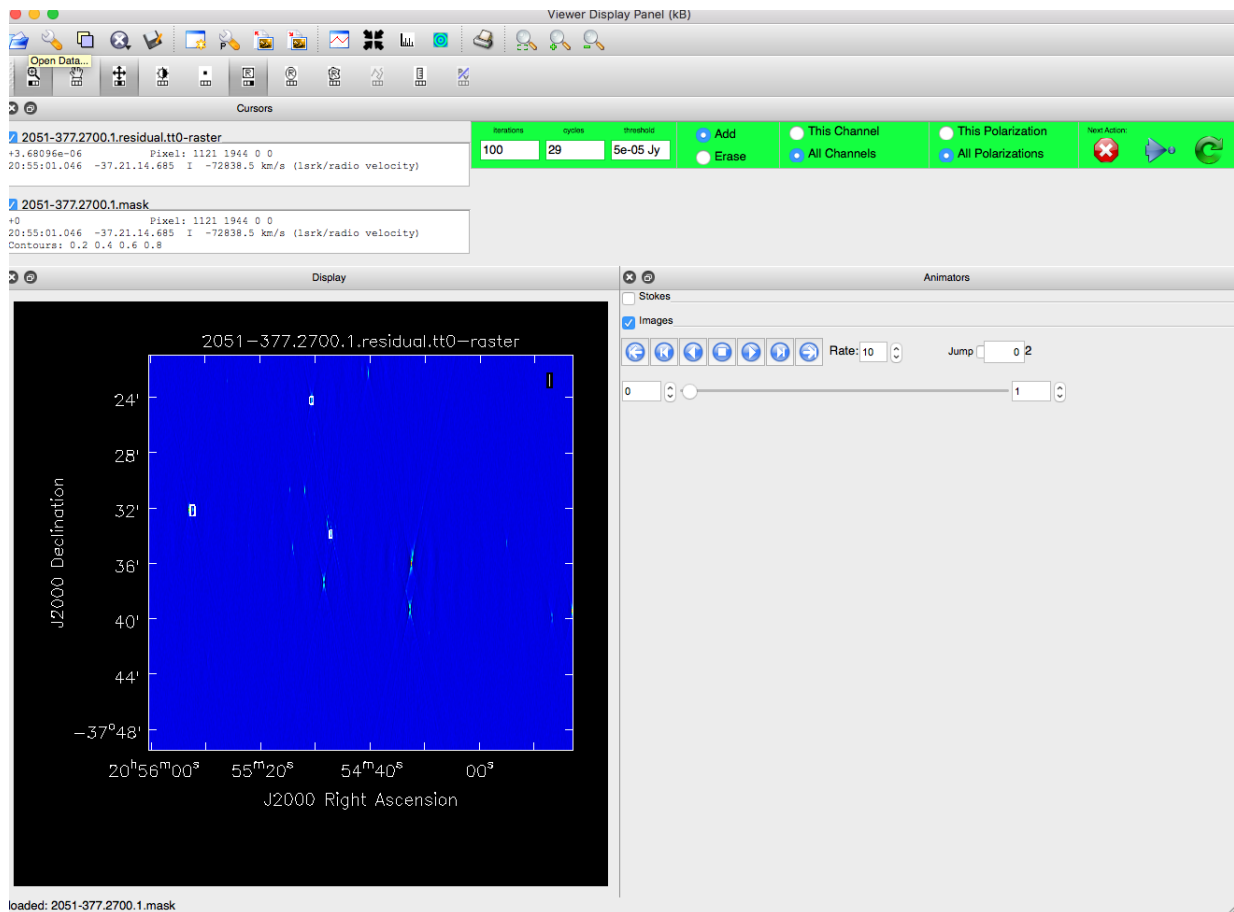 Viewer Display Panel (kB)
Open Data...
Cursors
2051-377.2700.1.residual.tt0-raster
+3.68096e-06 Pixel: 1121 1944 0 0
20:55:01.046 -37.21.14.685 I -72838.5 km/s (lsrk/radio velocity)
2051-377.2700.1.mask
+0 Pixel: 1121 1944 0 0
20:55:01.046 -37.21.14.685 I -72838.5 km/s (lsrk/radio velocity)
Contours: 0.2 0.4 0.6 0.8
iterations cycles threshold
100 29 5e-05 Jy
Add This Channel This Polarization Next Action:
Erase All Channels All Polarizations
Display
Animators
Stokes
Images
Rate: 10 Jump 0 2
0 1
2051-377.2700.1.residual.tt0-raster
I
24'
28'
32'
36'
40'
44'
-37°48'
J2000 Declination
20h56m00s 55m20s 54m40s 00s
J2000 Right Ascension
loaded: 2051-377.2700.1.mask